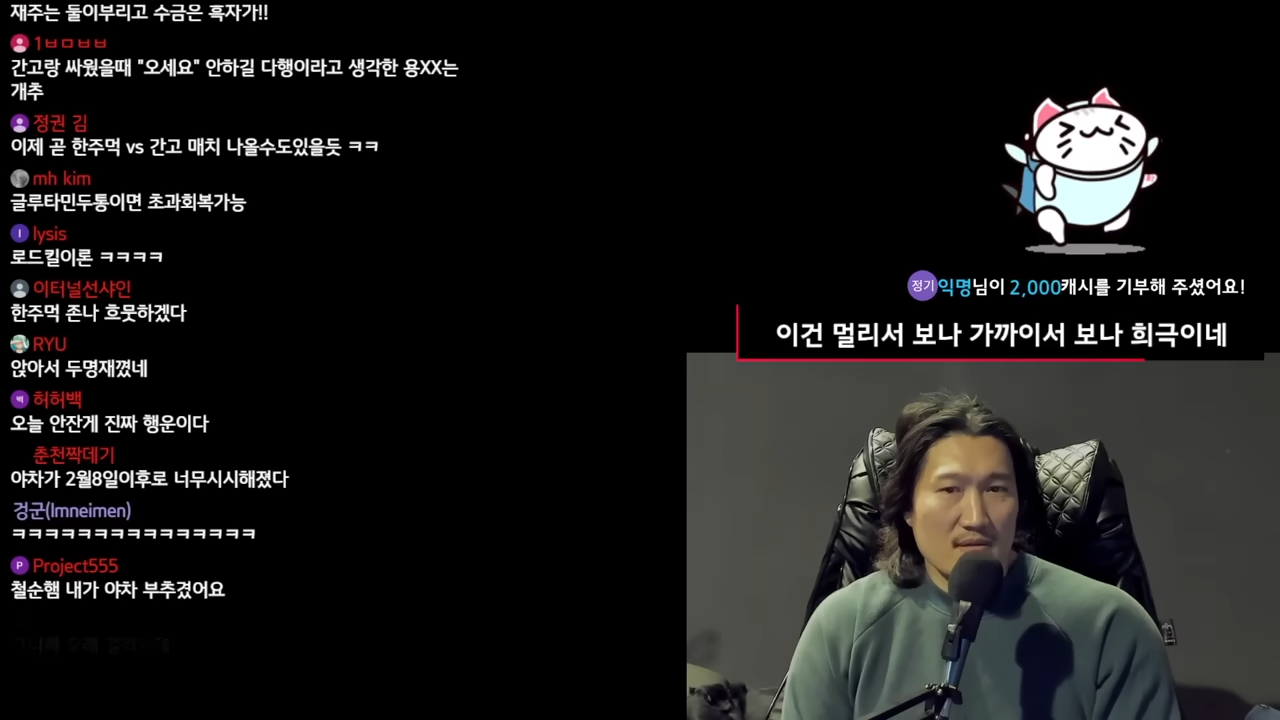 재주는 둘이부리고 수금은 흑자가!!
1ㅂㅁㅂㅂ
간고랑 싸웠을때 "오세요" 안하길 다행이라고 생각한 용XX는
개추
정권 김
이제 곧 한주먹 vs 간고 매치 나올수도있을듯 ㅋㅋ
mh kim
글루타민두통이면 초과회복가능
I lysis
로드킬이론 ㅋㅋㅋㅋ
이터널선샤인
한주먹 존나 흐뭇하겠다
RYU
앉아서 두명재꼈네
백 허허백
오늘 안잔게 진짜 행운이다
춘천짝데기
야차가 2월8일이후로 너무시시해졌다
겅군(lmneimen)
ㅋㅋㅋㅋㅋㅋㅋㅋㅋㅋㅋㅋㅋㅋㅋ
P Project555
철순햄 내가 야차 부추겼어요
정기 익명님이 2,000캐시를 기부해 주셨어요!
이건 멀리서 보나 가까이서 보나 희극이네